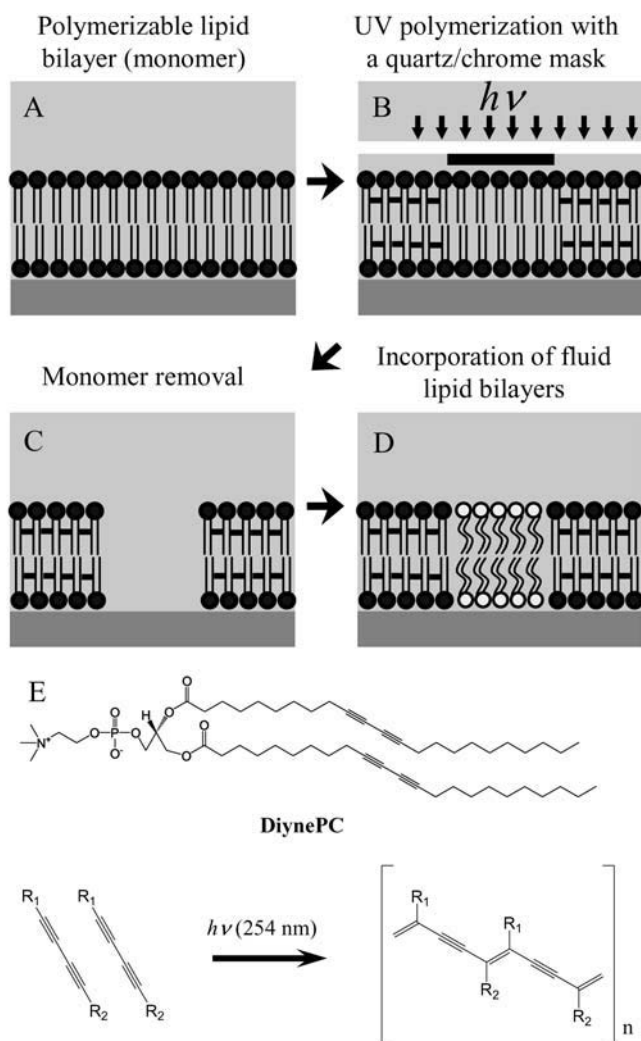 Polymerizable lipid
bilayer (monomer)
UV polymerization with
a quartz/chrome mask
A
B
hν
Monomer removal
Incorporation of fluid
lipid bilayers
C
D
E
O
O
H
O
O
P
O
O
N+
O-
O
DiynePC
R1
R1
hν (254 nm)
R2
R2
R1
R1
R2
R2
n